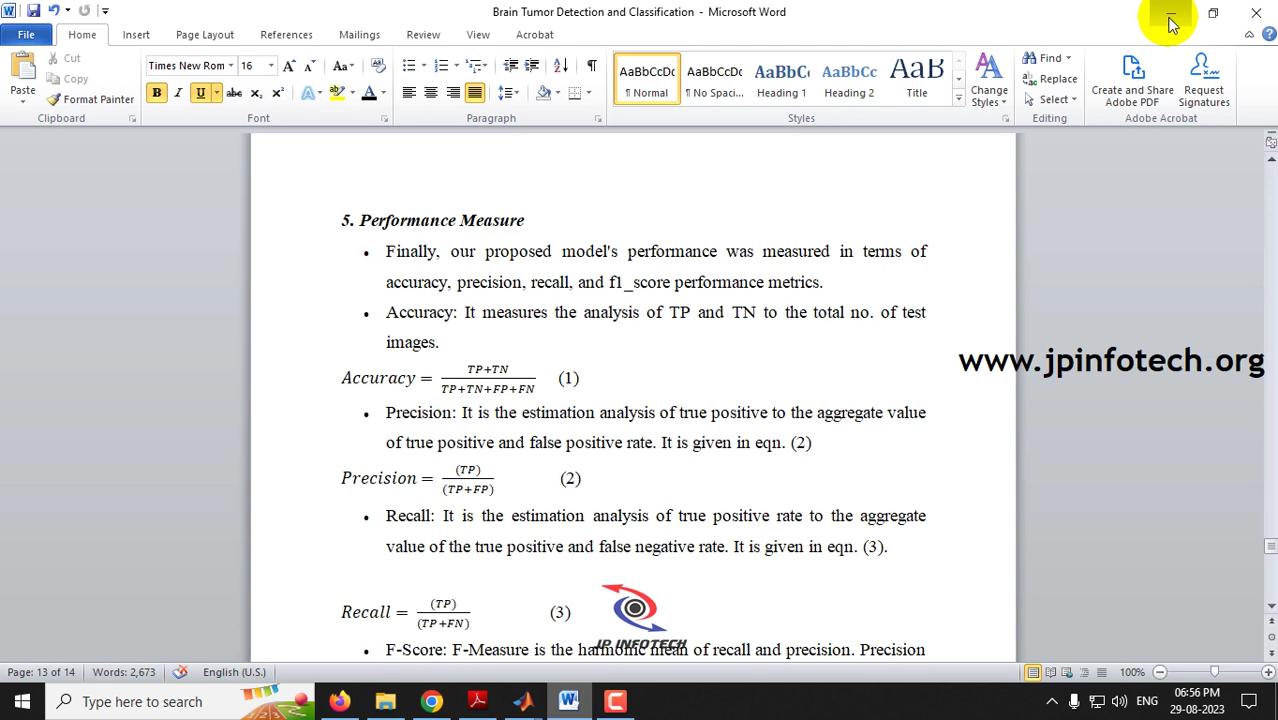 Brain Tumor Detection and Classification - Microsoft Word
File Home Insert Page Layout References Mailings Review View Acrobat
Paste Cut Copy Format Painter Clipboard
Times New Rom 16 Font
Paragraph
AaBbCcDc AaBbCcDc AaBbC AaBbCc AaB
¶ Normal ¶ No Spaci... Heading 1 Heading 2 Title Change Styles Styles
Find Replace Select Editing
Create and Share Adobe PDF Request Signatures Adobe Acrobat
5. Performance Measure
• Finally, our proposed model's performance was measured in terms of
accuracy, precision, recall, and f1_score performance metrics.
• Accuracy: It measures the analysis of TP and TN to the total no. of test
images.
www.jpinfotech.org
Accuracy = TP+TN / TP+TN+FP+FN (1)
• Precision: It is the estimation analysis of true positive to the aggregate value
of true positive and false positive rate. It is given in eqn. (2)
Precision = (TP) / (TP+FP) (2)
• Recall: It is the estimation analysis of true positive rate to the aggregate
value of the true positive and false negative rate. It is given in eqn. (3).
Recall = (TP) / (TP+FN) (3)
JP INFOTECH
• F-Score: F-Measure is the harmonic mean of recall and precision. Precision
Page: 13 of 14 Words: 2,673 English (U.S.) 100%
Type here to search
ENG 06:56 PM
29-08-2023